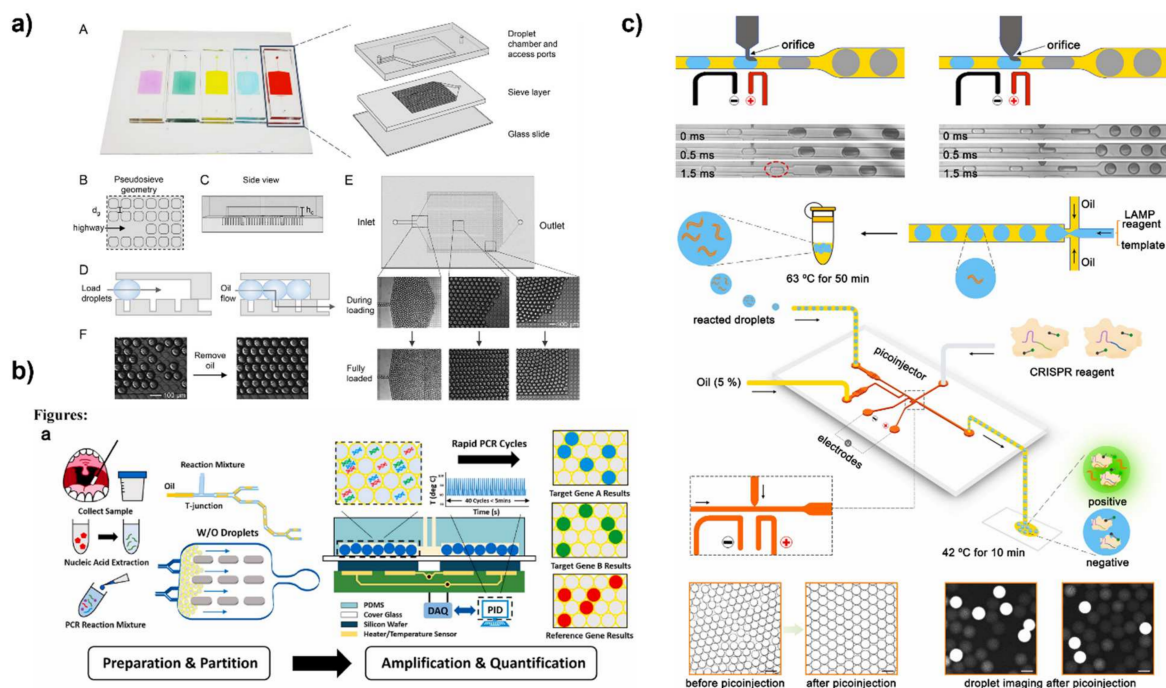 a)
A
Droplet chamber and access ports
Sieve layer
Glass slide
B
Pseudosieve geometry
d
highway
C
Side view
h
D
Load droplets
Oil flow
E
Inlet
Outlet
During loading
100 µm
Fully loaded
F
Remove oil
100 µm
b)
Figures:
a
Collect Sample
Nucleic Acid Extraction
PCR Reaction Mixture
Reaction Mixture
Oil
T-junction
W/O Droplets
Rapid PCR Cycles
T (deg C)
40 Cycles < 5mins
Time (s)
Target Gene A Results
Target Gene B Results
Reference Gene Results
PDMS
Cover Glass
Silicon Wafer
Heater/Temperature Sensor
DAQ
PID
Preparation & Partition
Amplification & Quantification
c)
orifice
−
+
orifice
−
+
0 ms
0.5 ms
1.5 ms
0 ms
0.5 ms
1.5 ms
63 ºC for 50 min
Oil
LAMP reagent
template
Oil
reacted droplets
picoinjector
CRISPR reagent
Oil (5 %)
−
+
electrodes
−
+
positive
negative
42 ºC for 10 min
before picoinjection
after picoinjection
droplet imaging after picoinjection